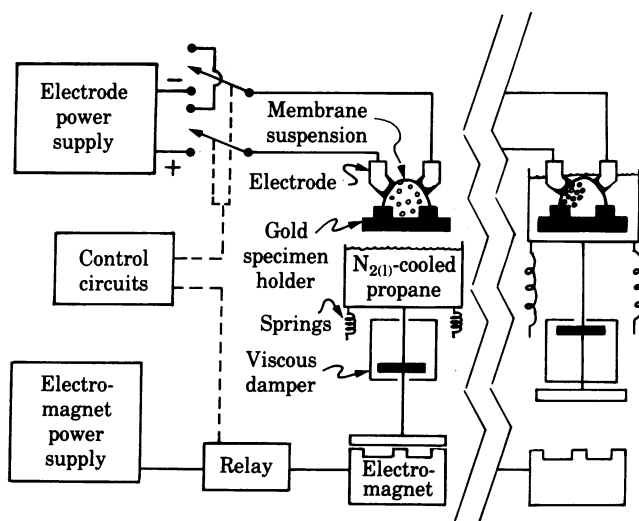 Electrode
power
supply
−
+
Membrane
suspension
Electrode
Gold
specimen
holder
Control
circuits
N2(l)-cooled
propane
Springs
Viscous
damper
Electro-
magnet
power
supply
Relay
Electro-
magnet